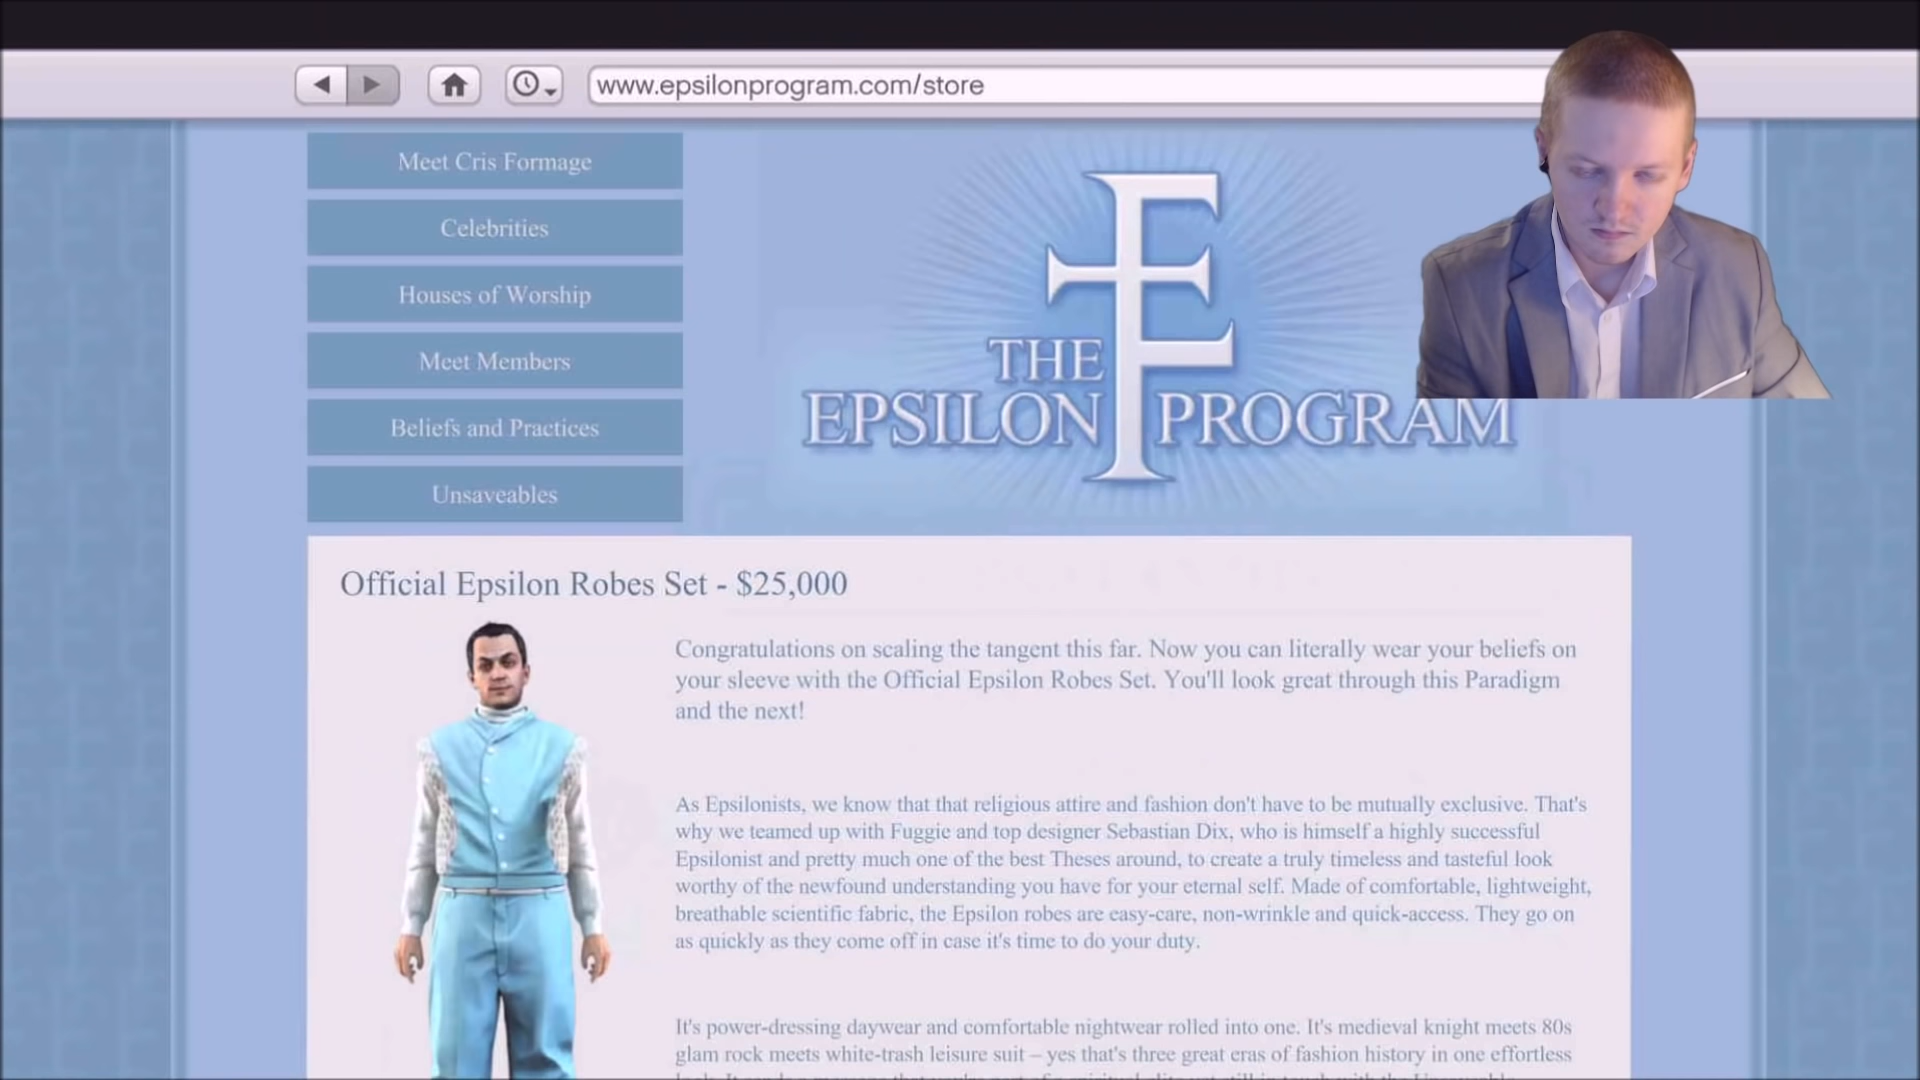 www.epsilonprogram.com/store
Meet Cris Formage
Celebrities
Houses of Worship
Meet Members
Beliefs and Practices
Unsaveables
THE
EPSILON PROGRAM
Official Epsilon Robes Set - $25,000
Congratulations on scaling the tangent this far. Now you can literally wear your beliefs on
your sleeve with the Official Epsilon Robes Set. You'll look great through this Paradigm
and the next!
As Epsilonists, we know that that religious attire and fashion don't have to be mutually exclusive. That's
why we teamed up with Fuggie and top designer Sebastian Dix, who is himself a highly successful
Epsilonist and pretty much one of the best Theses around, to create a truly timeless and tasteful look
worthy of the newfound understanding you have for your eternal self. Made of comfortable, lightweight,
breathable scientific fabric, the Epsilon robes are easy-care, non-wrinkle and quick-access. They go on
as quickly as they come off in case it's time to do your duty.
It's power-dressing daywear and comfortable nightwear rolled into one. It's medieval knight meets 80s
glam rock meets white-trash leisure suit – yes that's three great eras of fashion history in one effortless